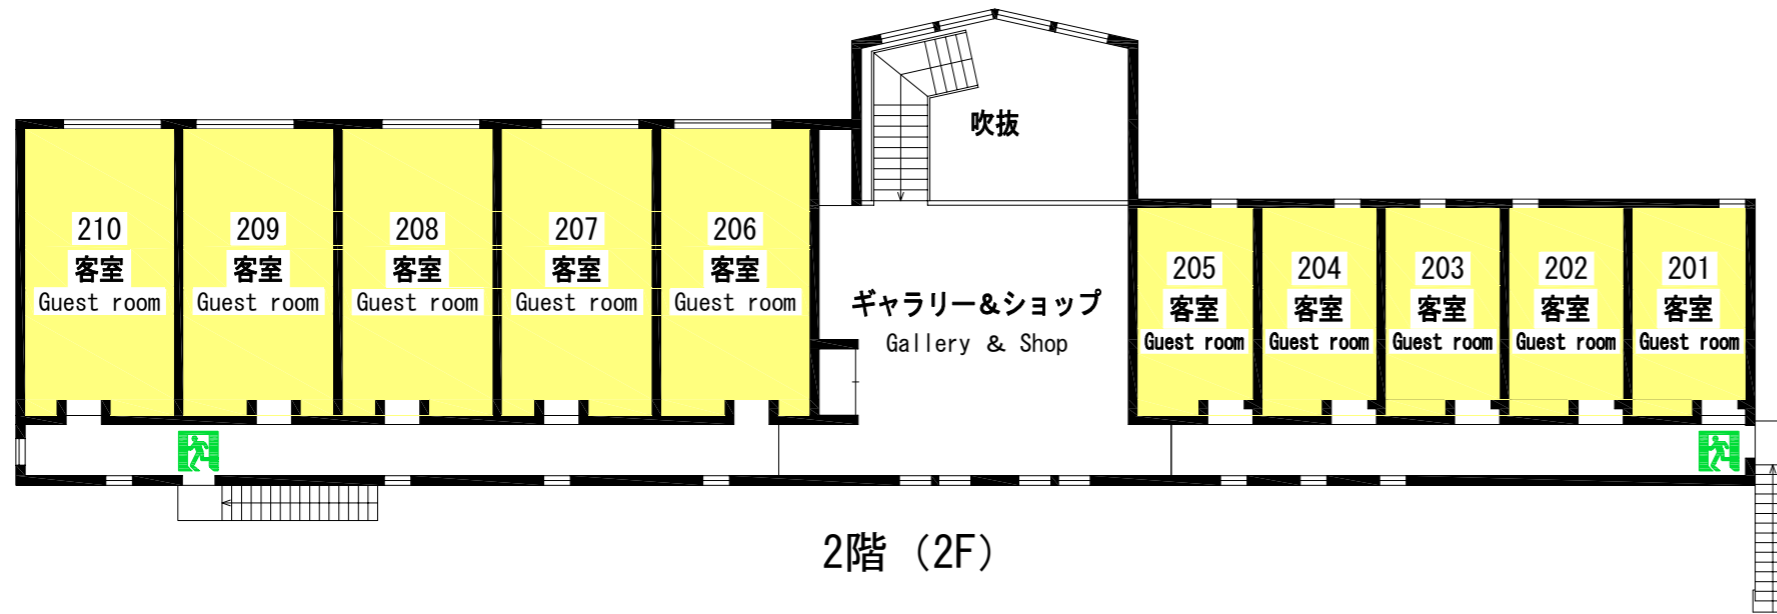 吹抜
210
客室
Guest room
209
客室
Guest room
208
客室
Guest room
207
客室
Guest room
206
客室
Guest room
ギャラリー&ショップ
Gallery & Shop
205
客室
Guest room
204
客室
Guest room
203
客室
Guest room
202
客室
Guest room
201
客室
Guest room
2階 (2F)